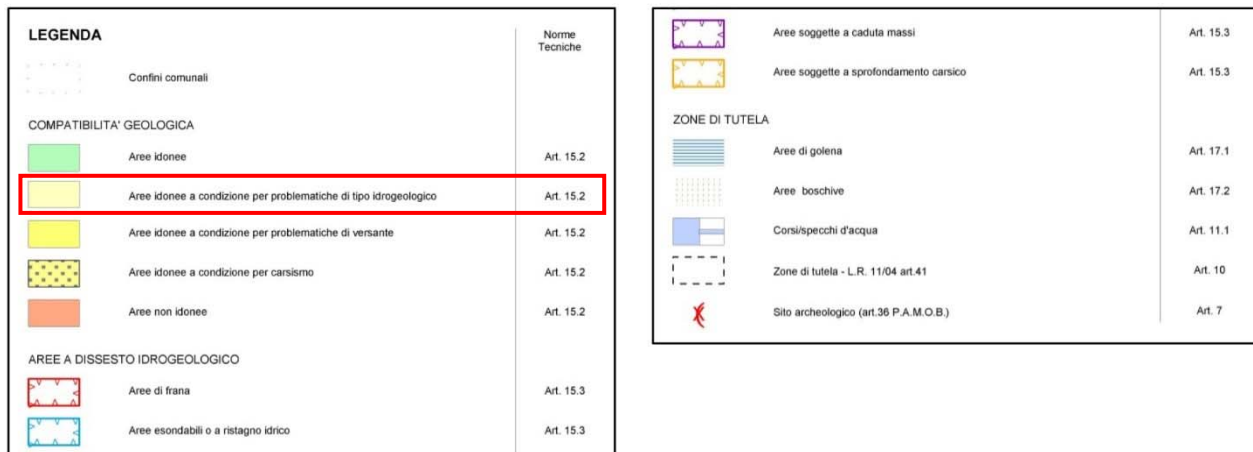 LEGENDA
Norme
Tecniche
Confini comunali
COMPATIBILITA' GEOLOGICA
Aree idonee Art. 15.2
Aree idonee a condizione per problematiche di tipo idrogeologico Art. 15.2
Aree idonee a condizione per problematiche di versante Art. 15.2
Aree idonee a condizione per carsismo Art. 15.2
Aree non idonee Art. 15.2
AREE A DISSESTO IDROGEOLOGICO
Aree di frana Art. 15.3
Aree esondabili o a ristagno idrico Art. 15.3
Aree soggette a caduta massi Art. 15.3
Aree soggette a sprofondamento carsico Art. 15.3
ZONE DI TUTELA
Aree di golena Art. 17.1
Aree boschive Art. 17.2
Corsi/specchi d'acqua Art. 11.1
Zone di tutela - L.R. 11/04 art.41 Art. 10
Sito archeologico (art.36 P.A.M.O.B.) Art. 7